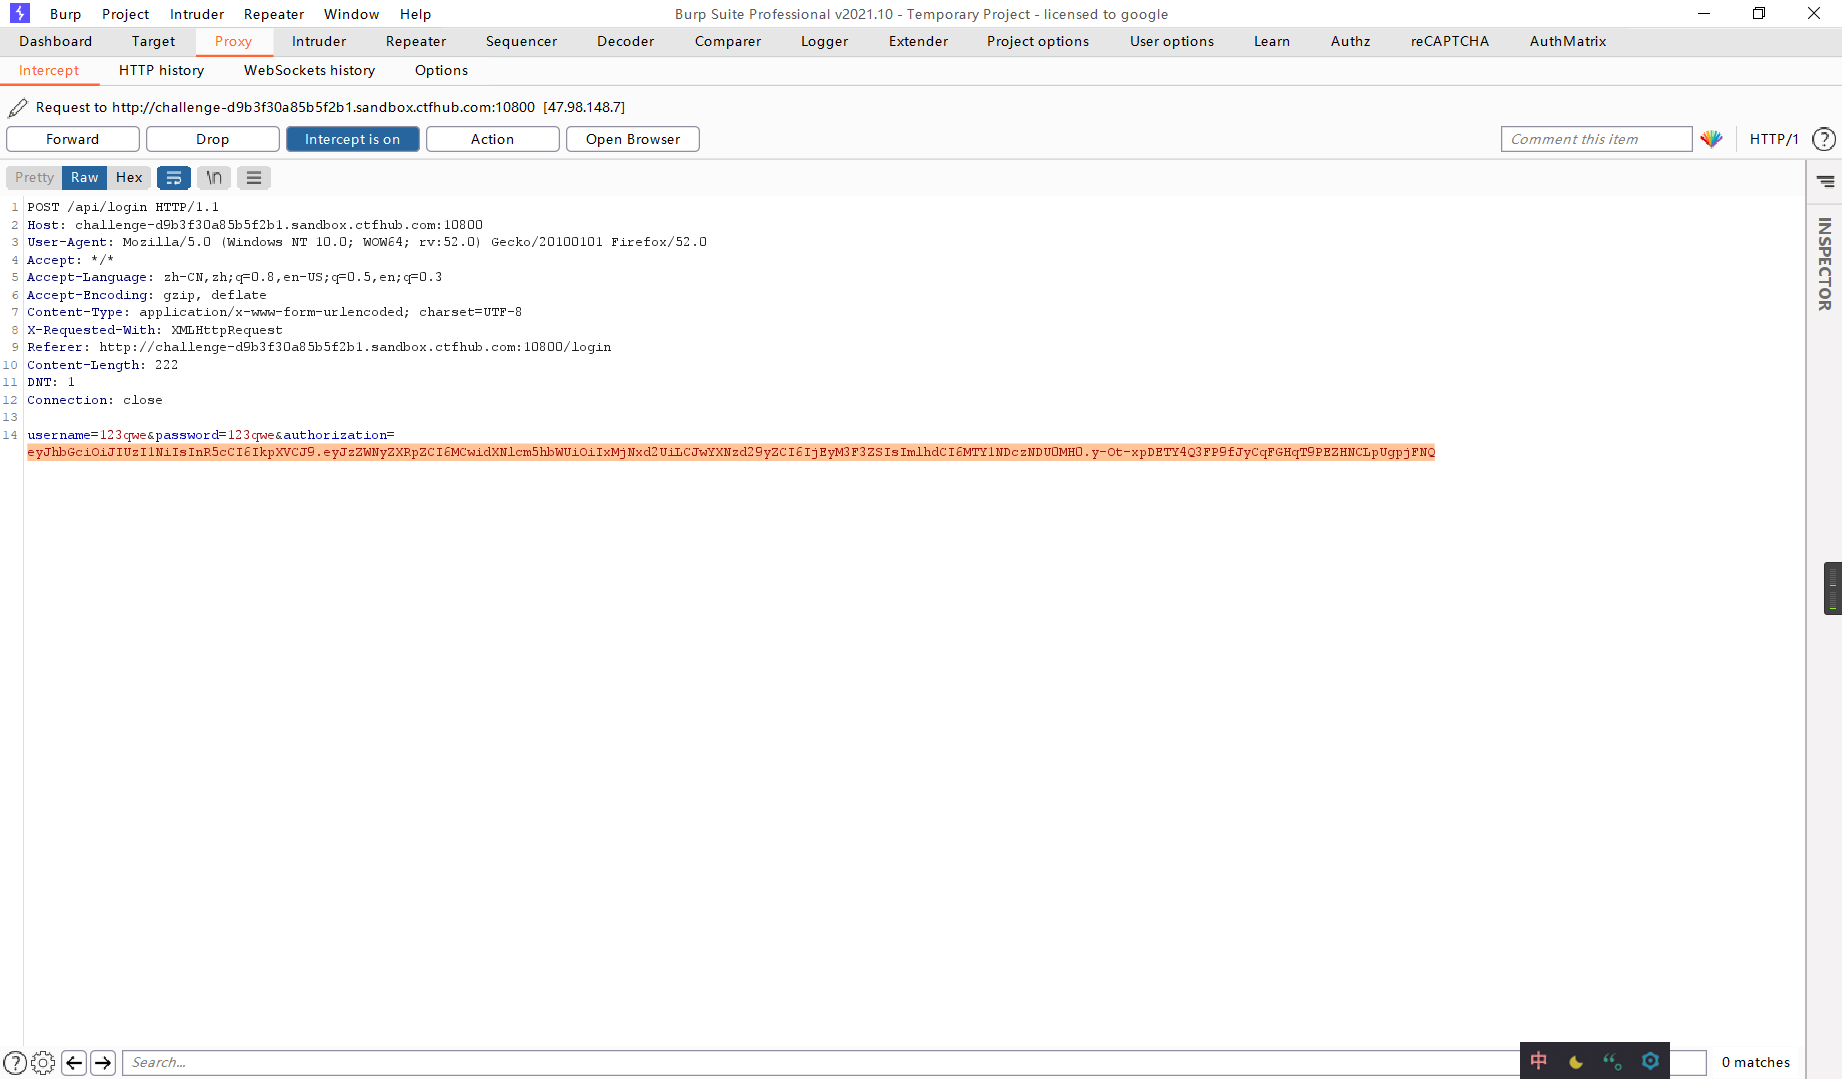 Burp Project Intruder Repeater Window Help Burp Suite Professional v2021.10 - Temporary Project - licensed to google
Dashboard Target Proxy Intruder Repeater Sequencer Decoder Comparer Logger Extender Project options User options Learn Authz reCAPTCHA AuthMatrix
Intercept HTTP history WebSockets history Options
Request to http://challenge-d9b3f30a85b5f2b1.sandbox.ctfhub.com:10800 [47.98.148.7]
Forward Drop Intercept is on Action Open Browser Comment this item HTTP/1 ?
Pretty Raw Hex \n
INSPECTOR
1 POST /api/login HTTP/1.1
2 Host: challenge-d9b3f30a85b5f2b1.sandbox.ctfhub.com:10800
3 User-Agent: Mozilla/5.0 (Windows NT 10.0; WOW64; rv:52.0) Gecko/20100101 Firefox/52.0
4 Accept: */*
5 Accept-Language: zh-CN,zh;q=0.8,en-US;q=0.5,en;q=0.3
6 Accept-Encoding: gzip, deflate
7 Content-Type: application/x-www-form-urlencoded; charset=UTF-8
8 X-Requested-With: XMLHttpRequest
9 Referer: http://challenge-d9b3f30a85b5f2b1.sandbox.ctfhub.com:10800/login
10 Content-Length: 222
11 DNT: 1
12 Connection: close
13
14 username=123qwe&password=123qwe&authorization=
eyJhbGciOiJIUzI1NiIsInR5cCI6IkpXVCJ9.eyJzZWNyZXRpZCI6MCwidXNlcm5hbWUiOiIxMjNxd2UiLCJwYXNzd29yZCI6IjEyM3F3ZSIsImlhdCI6MTY1NDczNDU0MH0.y-Ot-xpDETY4Q3FP9fJyCqFGHqT9PEZHNCLpUgpjFNQ
? Search... 中 0 matches